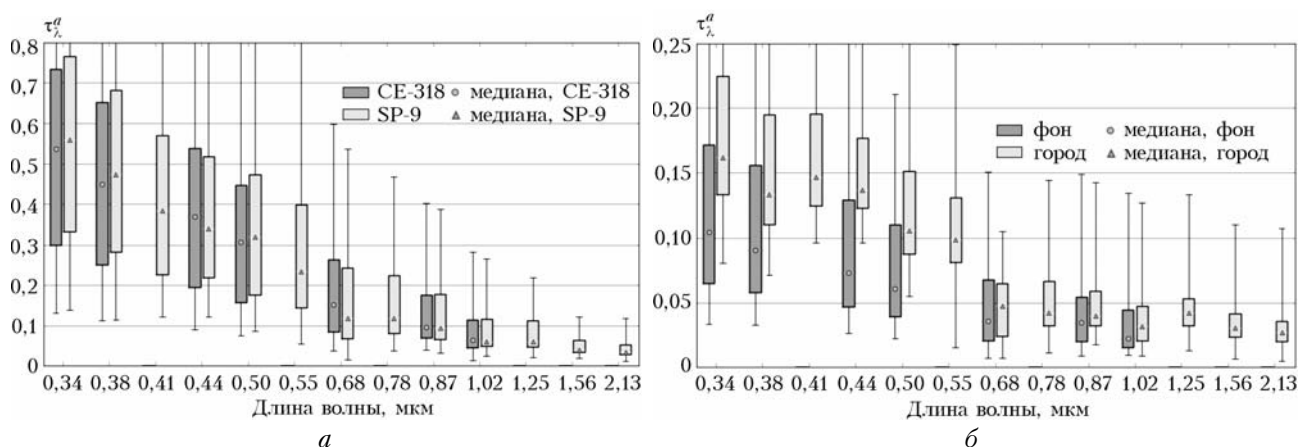 τᵃλ
0,8
0,7
0,6
0,5
0,4
0,3
0,2
0,1
0
CE-318 медиана, CE-318
SP-9 медиана, SP-9
0,34 0,38 0,41 0,44 0,50 0,55 0,68 0,78 0,87 1,02 1,25 1,56 2,13
Длина волны, мкм
а
τᵃλ
0,25
0,20
0,15
0,10
0,05
0
фон медиана, фон
город медиана, город
0,34 0,38 0,41 0,44 0,50 0,55 0,68 0,78 0,87 1,02 1,25 1,56 2,13
Длина волны, мкм
б